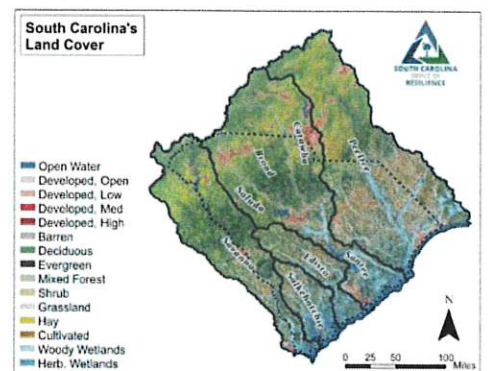 South Carolina's
Land Cover
SOUTH CAROLINA
OFFICE OF
RESILIENCE
Open Water
Developed, Open
Developed, Low
Developed, Med
Developed, High
Barren
Deciduous
Evergreen
Mixed Forest
Shrub
Grassland
Hay
Cultivated
Woody Wetlands
Herb. Wetlands
Broad
Catawba
PeeDee
Saluda
Savannah
Edisto
Santee
Salkehatchie
N
0 25 50 100
Miles